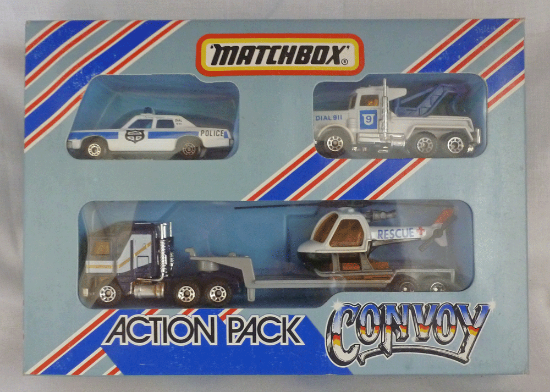 MATCHBOX®
POLICE
DIAL 911
9
RESCUE
ACTION PACK
CONVOY